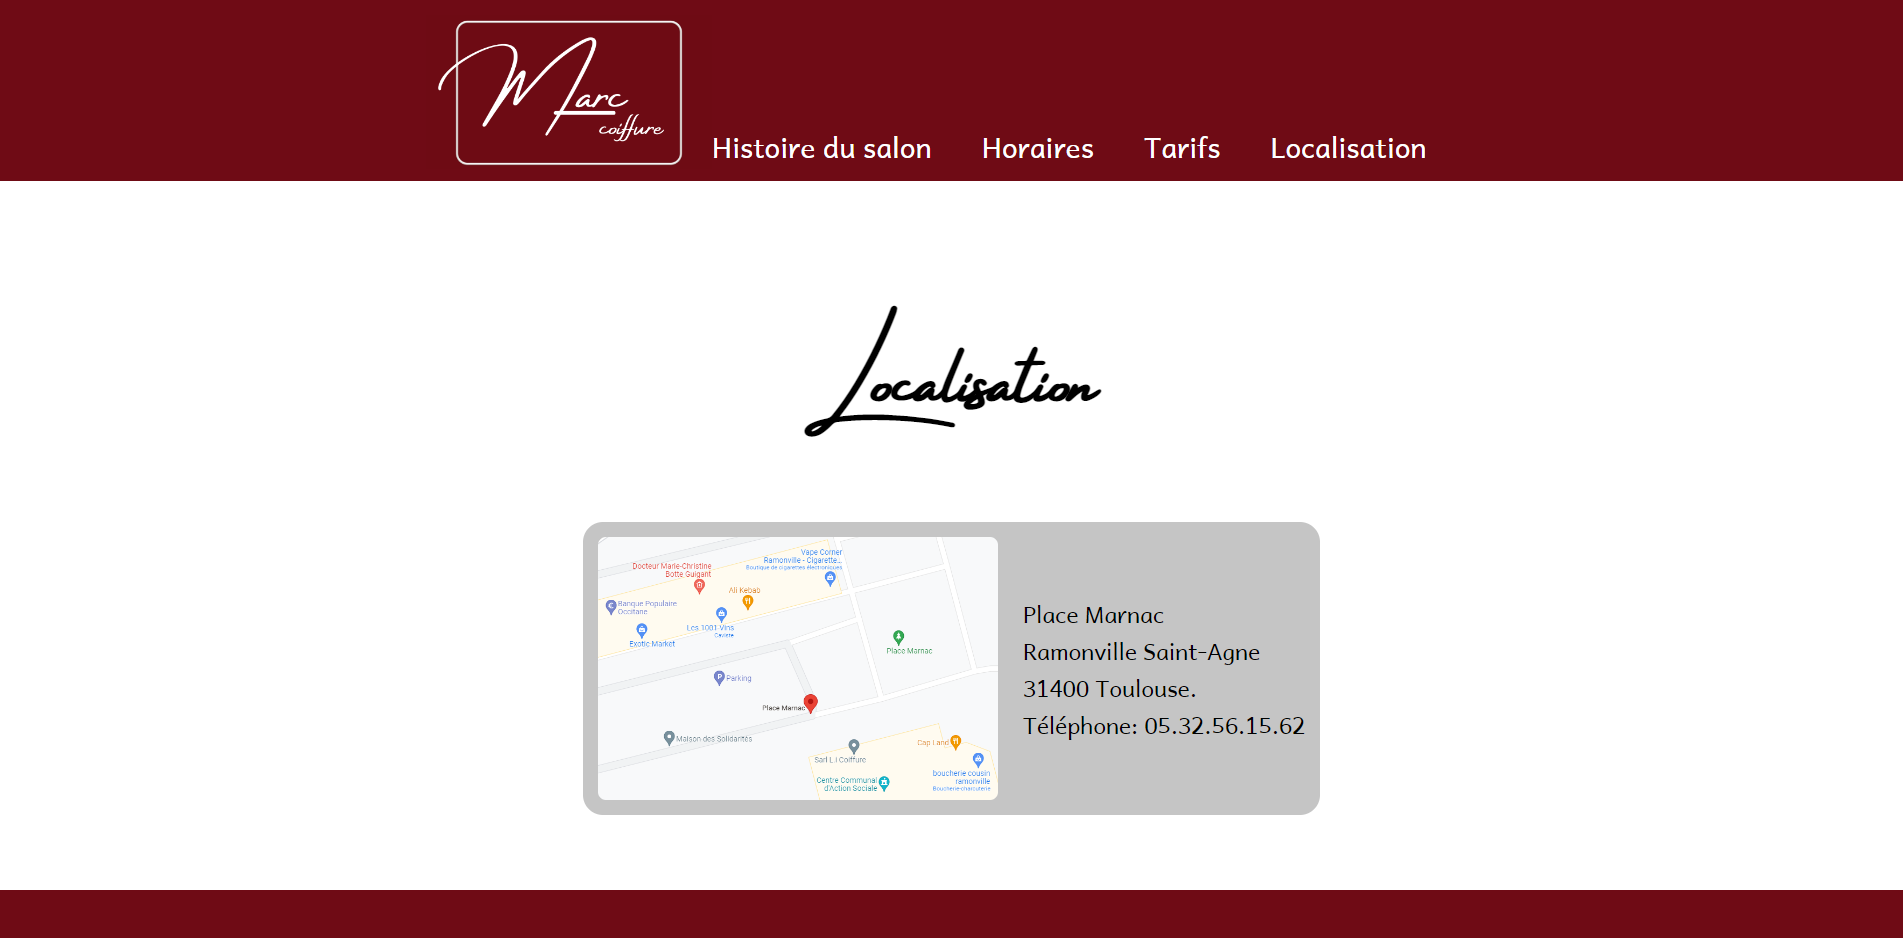 Marc
coiffure
Histoire du salon
Horaires
Tarifs
Localisation
Localisation
Vape Corner
Ramonville - Cigarette...
Boutique de cigarettes électroniques
Docteur Marie-Christine
Botte Guigant
Ali Kebab
Banque Populaire
Occitane
Les 1001 Vins
Caviste
Exotic Market
Place Marnac
Parking
Place Marnac
Maison des Solidarités
Cap Land
Sarl L.I Coiffure
boucherie cousin
ramonville
Boucherie-charcuterie
Centre Communal
d'Action Sociale
Place Marnac
Ramonville Saint-Agne
31400 Toulouse.
Téléphone: 05.32.56.15.62